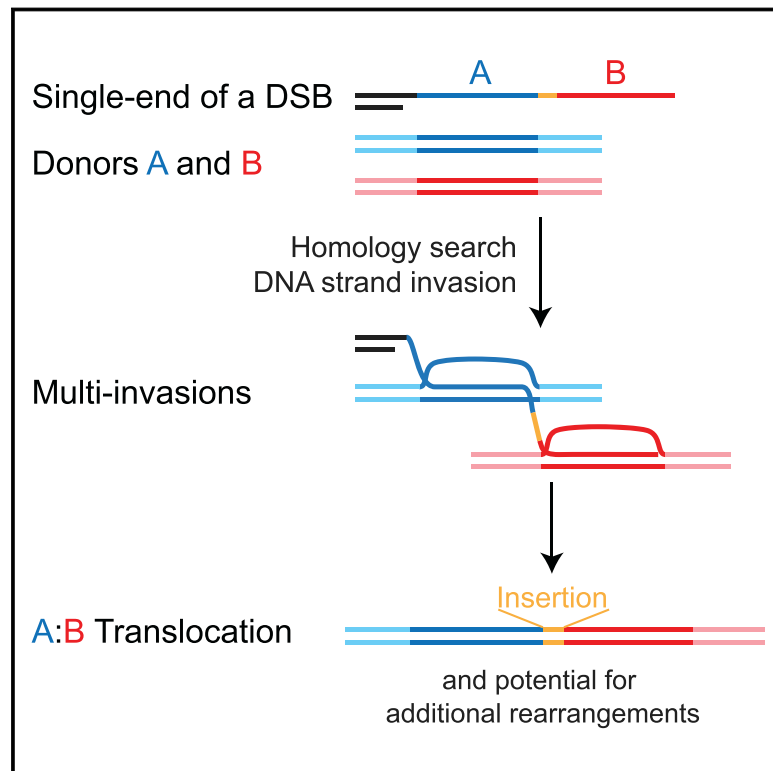 A B
Single-end of a DSB
Donors A and B
Homology search
DNA strand invasion
Multi-invasions
Insertion
A:B Translocation
and potential for
additional rearrangements